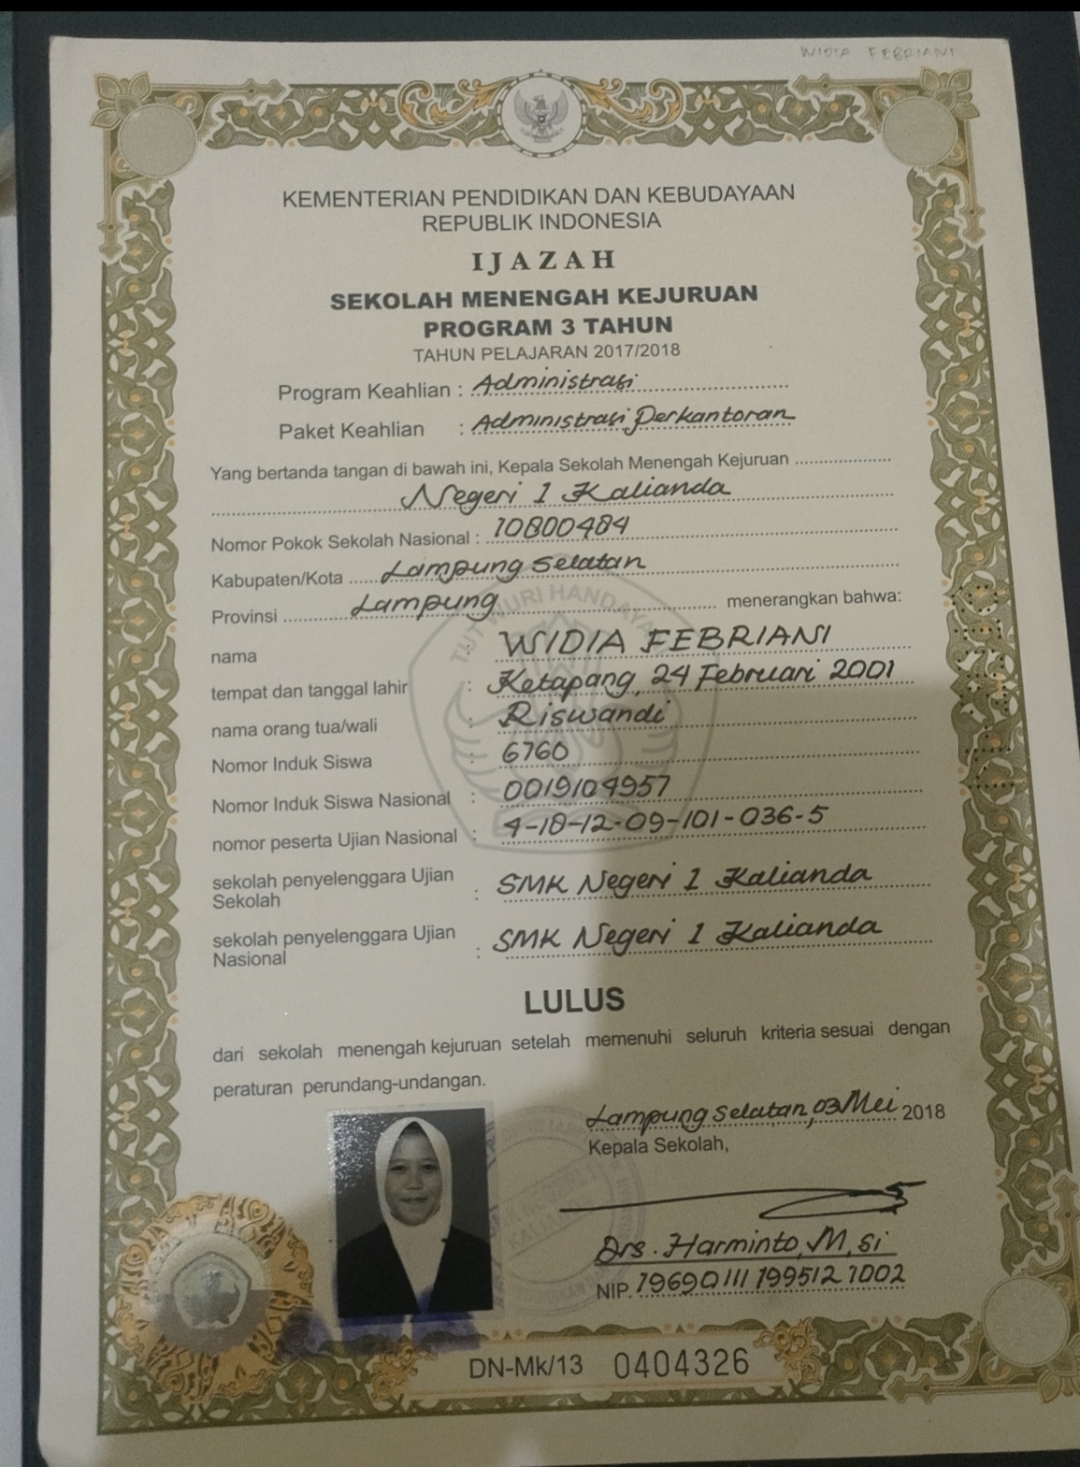 WIDIA FEBRIANI
KEMENTERIAN PENDIDIKAN DAN KEBUDAYAAN
REPUBLIK INDONESIA
IJAZAH
SEKOLAH MENENGAH KEJURUAN
PROGRAM 3 TAHUN
TAHUN PELAJARAN 2017/2018
Program Keahlian : Administrasi
Paket Keahlian : Administrasi Perkantoran
Yang bertanda tangan di bawah ini, Kepala Sekolah Menengah Kejuruan
Negeri 1 Kalianda
Nomor Pokok Sekolah Nasional : 10800484
Kabupaten/Kota Lampung Selatan
Provinsi Lampung menerangkan bahwa:
TUT WURI HANDAYANI
nama : WIDIA FEBRIANI
tempat dan tanggal lahir : Ketapang, 24 Februari 2001
nama orang tua/wali : Riswandi
Nomor Induk Siswa : 6760
Nomor Induk Siswa Nasional : 0019104957
nomor peserta Ujian Nasional : 4-18-12-09-101-036-5
sekolah penyelenggara Ujian
Sekolah : SMK Negeri 1 Kalianda
sekolah penyelenggara Ujian
Nasional : SMK Negeri 1 Kalianda
LULUS
dari sekolah menengah kejuruan setelah memenuhi seluruh kriteria sesuai dengan
peraturan perundang-undangan.
Lampung Selatan, 03 Mei 2018
Kepala Sekolah,
Drs. Harminto, M,si
NIP. 19690111 199512 1002
DN-Mk/13 0404326